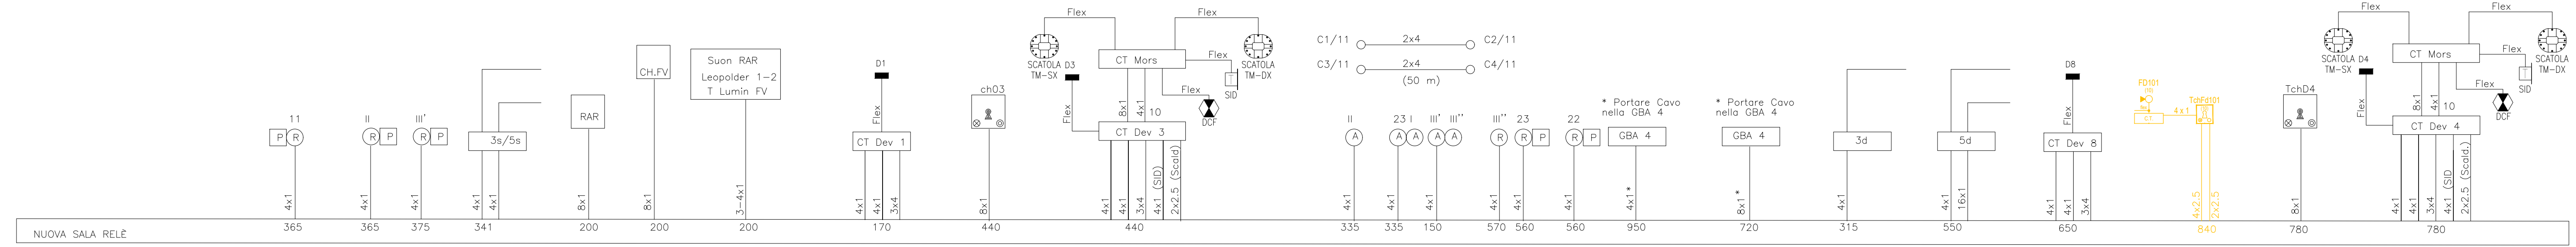 11
P R
4x1
365
II
R P
4x1
365
III'
R P
4x1
375
3s/5s
4x1
4x1
341
RAR
8x1
200
CH.FV
8x1
200
Suon RAR
Leopolder 1-2
T Lumin FV
3-4x1
200
D1
Flex
CT Dev 1
4x1
4x1
3x4
170
ch03
8x1
440
Flex
Flex
SCATOLA
TM-SX
CT Mors
SCATOLA
TM-DX
Flex
SID
D3
Flex
8x1
4x1
10
Flex
DCF
CT Dev 3
4x1
4x1
3x4
4x1 (SID)
2x2.5 (Scald)
440
C1/11
2x4
C2/11
C3/11
2x4
C4/11
(50 m)
II
A
4x1
335
23 I
A A
4x1
335
III' III''
A A
4x1
150
III''
R
4x1
570
23
R P
4x1
560
22
R P
4x1
560
* Portare Cavo
nella GBA 4
GBA 4
4x1*
950
* Portare Cavo
nella GBA 4
GBA 4
8x1*
720
3d
4x1
315
5d
4x1
16x1
550
D8
Flex
CT Dev 8
4x1
4x1
3x4
650
FD101
CT
4x1
TchFd101
4x2.5
2x2.5
840
TchD4
8x1
780
Flex
Flex
SCATOLA
TM-SX
CT Mors
SCATOLA
TM-DX
Flex
SID
D4
Flex
8x1
4x1
10
Flex
DCF
CT Dev 4
4x1
4x1
3x4
4x1 (SID
2x2.5 (Scald.)
780
NUOVA SALA RELÈ